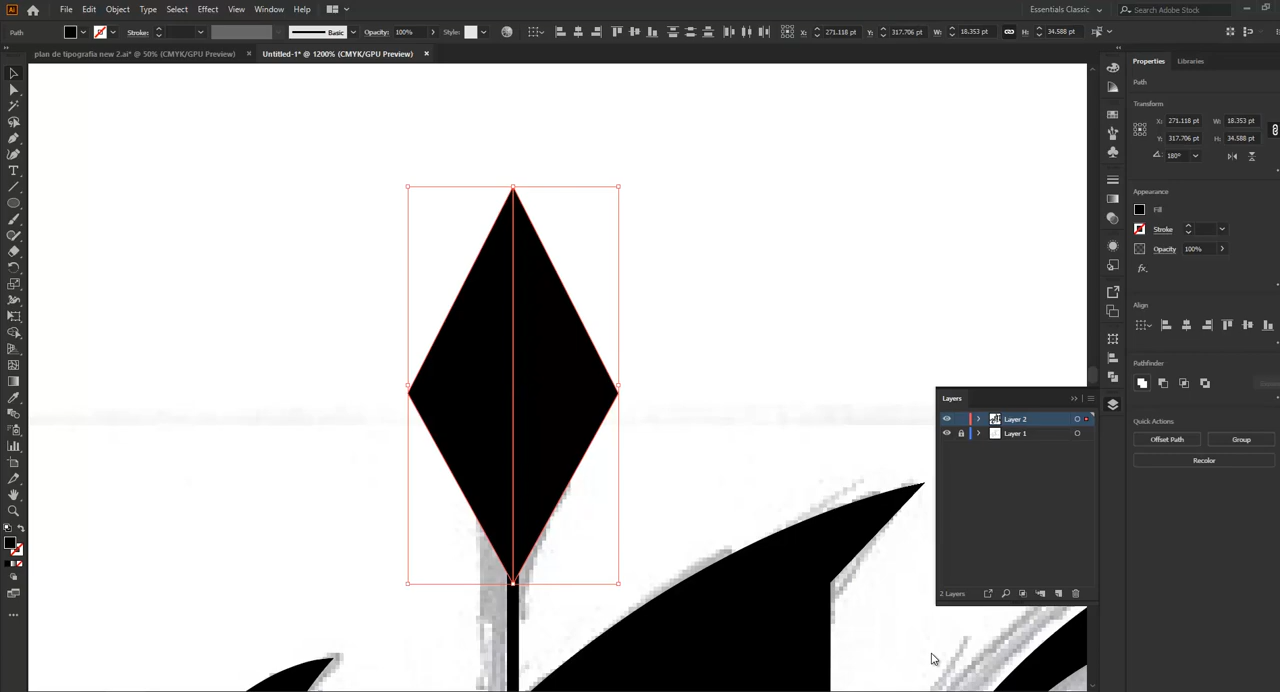 Ai File Edit Object Type Select Effect View Window Help Essentials Classic Search Adobe Stock
Path Stroke: Basic Opacity: 100% Style: X: 271.118 pt Y: 317.706 pt W: 18.353 pt H: 34.588 pt
plan de tipografia new 2.ai* @ 50% (CMYK/GPU Preview) × Untitled-1* @ 1200% (CMYK/GPU Preview) ×
Properties Libraries
Path
Transform
X: 271.118 pt W: 18.353 pt
Y: 317.706 pt H: 34.588 pt
180°
Appearance
Fill
Stroke
Opacity 100%
fx.
Align
Pathfinder
Quick Actions
Offset Path Group
Recolor
Layers
Layer 2
Layer 1
2 Layers